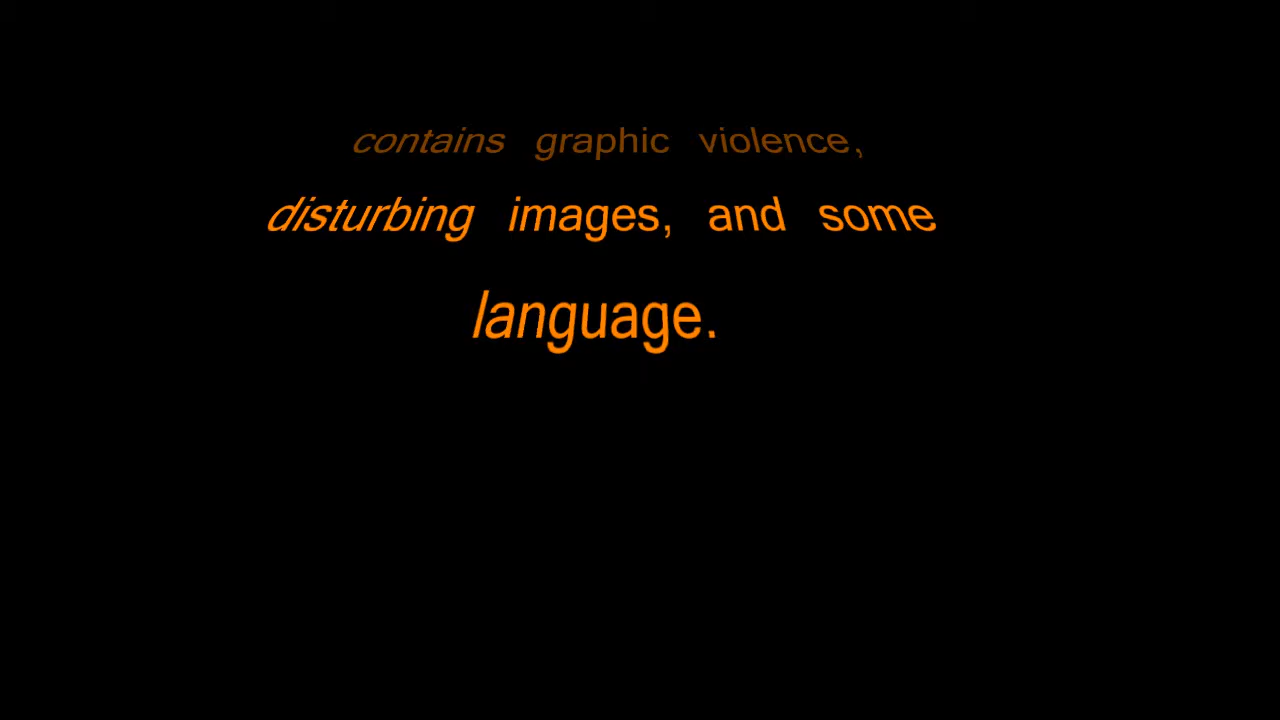 contains graphic violence,
disturbing images, and some
language.